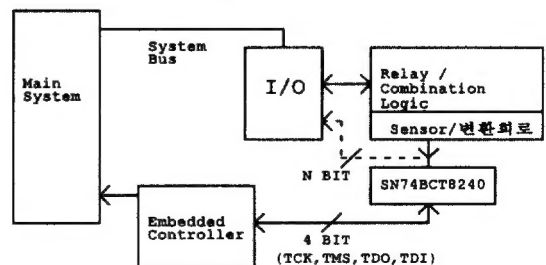 System
Bus
Main
System
I/O
Relay /
Combination
Logic
Sensor/변환회로
N BIT
SN74BCT8240
Embedded
Controller
4 BIT
(TCK,TMS,TDO,TDI)